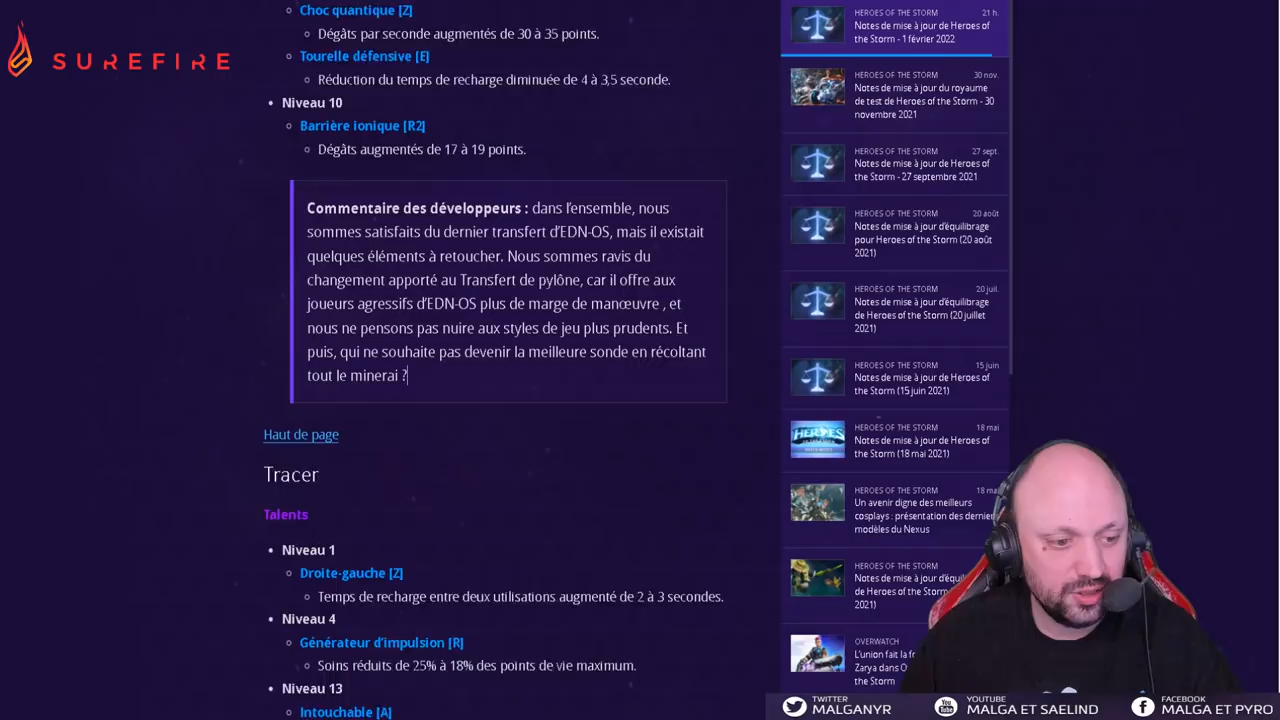 SUREFIRE
Choc quantique [Z]
Dégâts par seconde augmentés de 30 à 35 points.
Tourelle défensive [E]
Réduction du temps de recharge diminuée de 4 à 3,5 seconde.
Niveau 10
Barrière ionique [R2]
Dégâts augmentés de 17 à 19 points.
Commentaire des développeurs : dans l'ensemble, nous
sommes satisfaits du dernier transfert d'EDN-OS, mais il existait
quelques éléments à retoucher. Nous sommes ravis du
changement apporté au Transfert de pylône, car il offre aux
joueurs agressifs d'EDN-OS plus de marge de manœuvre , et
nous ne pensons pas nuire aux styles de jeu plus prudents. Et
puis, qui ne souhaite pas devenir la meilleure sonde en récoltant
tout le minerai ?
Haut de page
Tracer
Talents
Niveau 1
Droite-gauche [Z]
Temps de recharge entre deux utilisations augmenté de 2 à 3 secondes.
Niveau 4
Générateur d'impulsion [R]
Soins réduits de 25% à 18% des points de vie maximum.
Niveau 13
Intouchable [A]
HEROES OF THE STORM 21 h.
Notes de mise à jour de Heroes of
the Storm - 1 février 2022
HEROES OF THE STORM 30 nov.
Notes de mise à jour du royaume
de test de Heroes of the Storm - 30
novembre 2021
HEROES OF THE STORM 27 sept.
Notes de mise à jour de Heroes of
the Storm - 27 septembre 2021
HEROES OF THE STORM 20 août
Notes de mise à jour d'équilibrage
pour Heroes of the Storm (20 août
2021)
HEROES OF THE STORM 20 juil.
Notes de mise à jour d'équilibrage
de Heroes of the Storm (20 juillet
2021)
HEROES OF THE STORM 15 juin
Notes de mise à jour de Heroes of
the Storm (15 juin 2021)
HEROES OF THE STORM 18 mai
Notes de mise à jour de Heroes of
the Storm (18 mai 2021)
HEROES OF THE STORM 18 mai
Un avenir digne des meilleurs
cosplays : présentation des dernier
modèles du Nexus
HEROES OF THE STORM
Notes de mise à jour d'équi
de Heroes of the Storm
2021)
OVERWATCH
L'union fait la
Zarya dans
the Storm
TWITTER
MALGANYR
YOUTUBE
MALGA ET SAELIND
FACEBOOK
MALGA ET PYRO